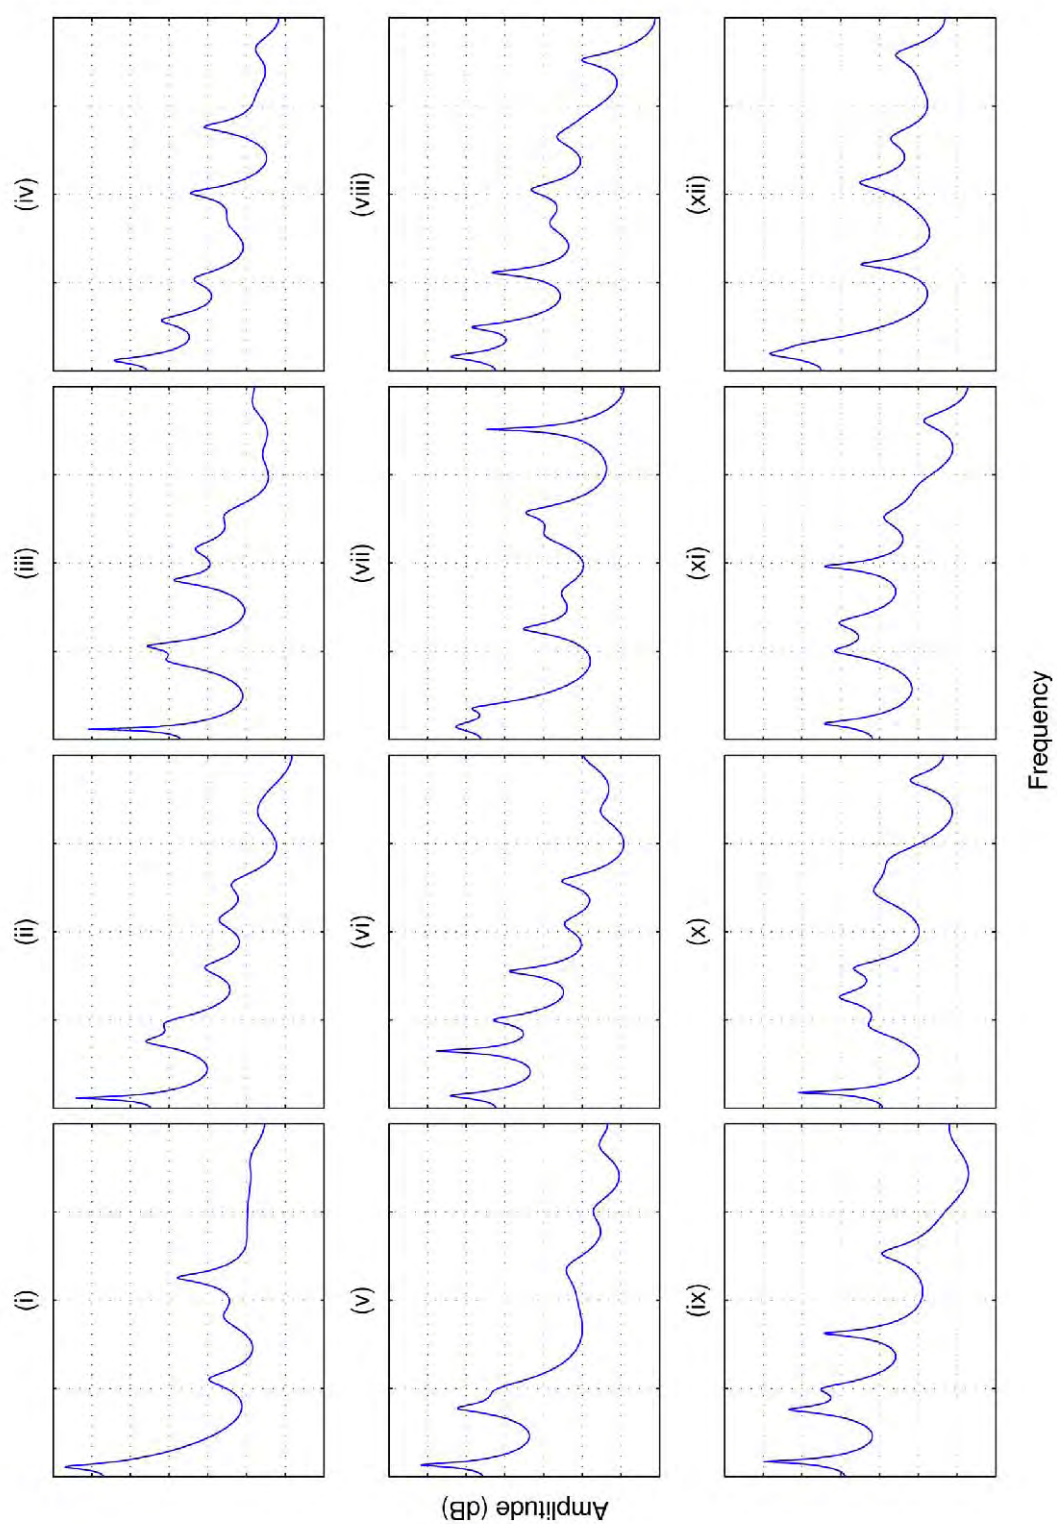 (i)
(ii)
(iii)
(iv)
(v)
(vi)
(vii)
(viii)
(ix)
(x)
(xi)
(xii)
Amplitude (dB)
Frequency